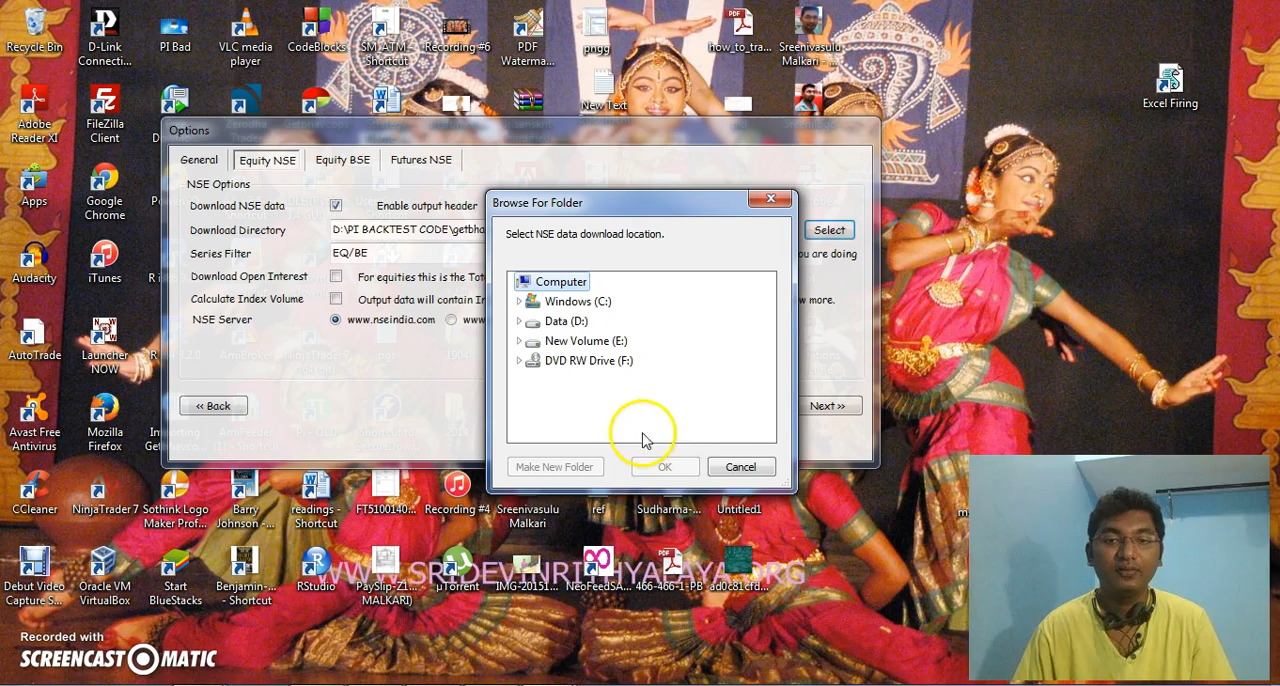 Recycle Bin
D-Link
Connecti...
PI Bad
VLC media
player
CodeBlocks
SM_ATM -
Shortcut
Recording #6
PDF
Waterma...
pngg
how_to_tra...
Sreenivasulu
Malkari - ...
Excel Firing
Adobe
Reader XI
FileZilla
Client
New Text
Options
General
Equity NSE
Equity BSE
Futures NSE
NSE Options
Download NSE data
Enable output header
Download Directory
D:\PI BACKTEST CODE\getbha
Select
Series Filter
EQ/BE
ou are doing
Download Open Interest
For equities this is the Tot
Calculate Index Volume
Output data will contain In
w more.
NSE Server
www.nseindia.com
ww
<< Back
Next >>
Browse For Folder
Select NSE data download location.
Computer
Windows (C:)
Data (D:)
New Volume (E:)
DVD RW Drive (F:)
Make New Folder
OK
Cancel
Apps
Google
Chrome
Audacity
iTunes
AutoTrade
Launcher
NOW
Avast Free
Antivirus
Mozilla
Firefox
CCleaner
NinjaTrader 7
Sothink Logo
Maker Prof...
Barry
Johnson -...
readings -
Shortcut
FT5100140...
Recording #4
Sreenivasulu
Malkari
ref
Sudharma-...
Untitled1
Debut Video
Capture S...
Oracle VM
VirtualBox
Start
BlueStacks
Benjamin-...
- Shortcut
RStudio
PaySlip-Z1...
MALKARI)
µTorrent
IMG-20151...
NeoFeedSA...
466-466-1-PB
ad0c81cfd...
WWW.SRIDEVINRITHYALAYA.ORG
Recorded with
SCREENCAST-O-MATIC